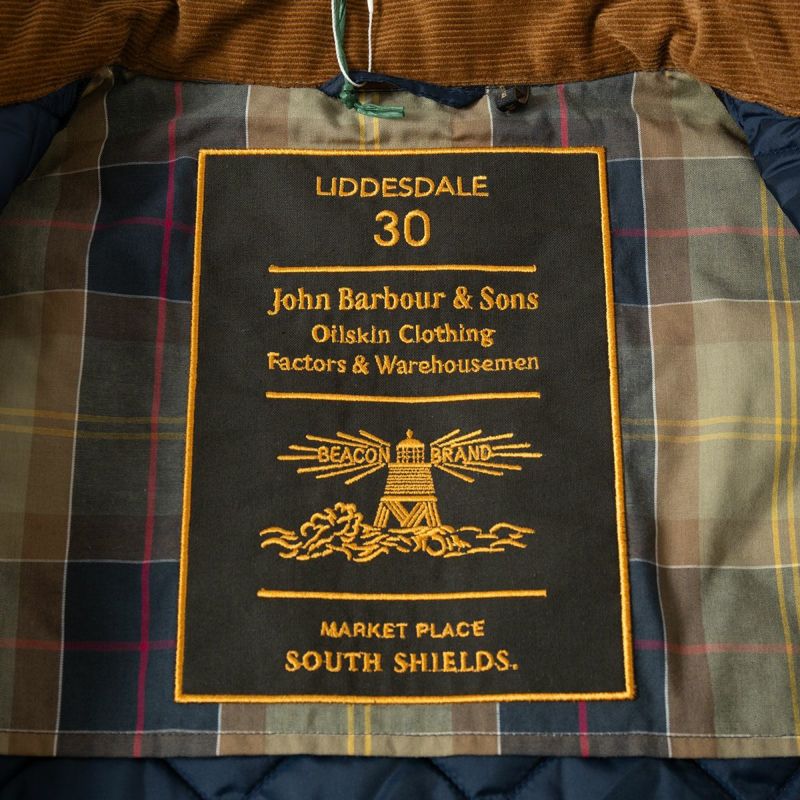 LIDDESDALE
30
John Barbour & Sons
Oilskin Clothing
Factors & Warehousemen
BEACON BRAND
MARKET PLACE
SOUTH SHIELDS.